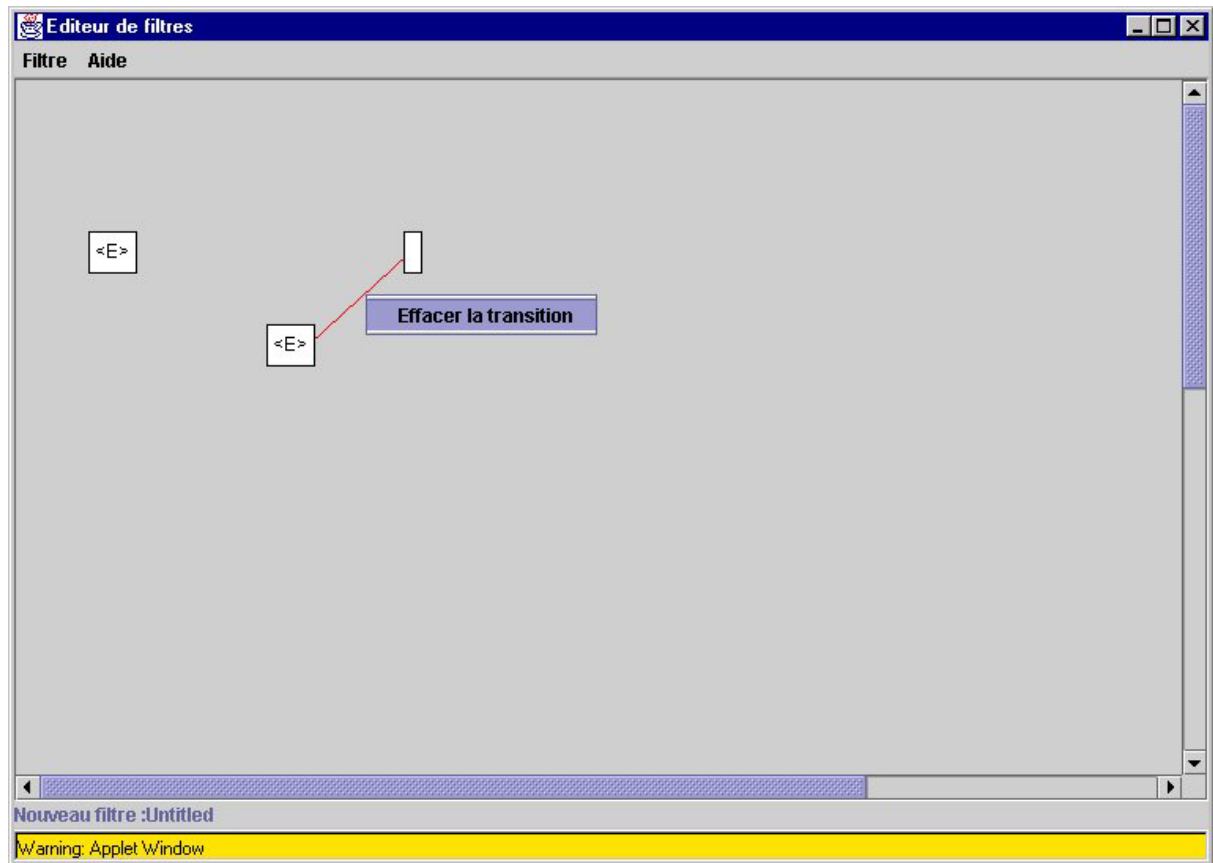 Editeur de filtres
Filtre Aide
<E>
Effacer la transition
<E>
Nouveau filtre :Untitled
Warning: Applet Window